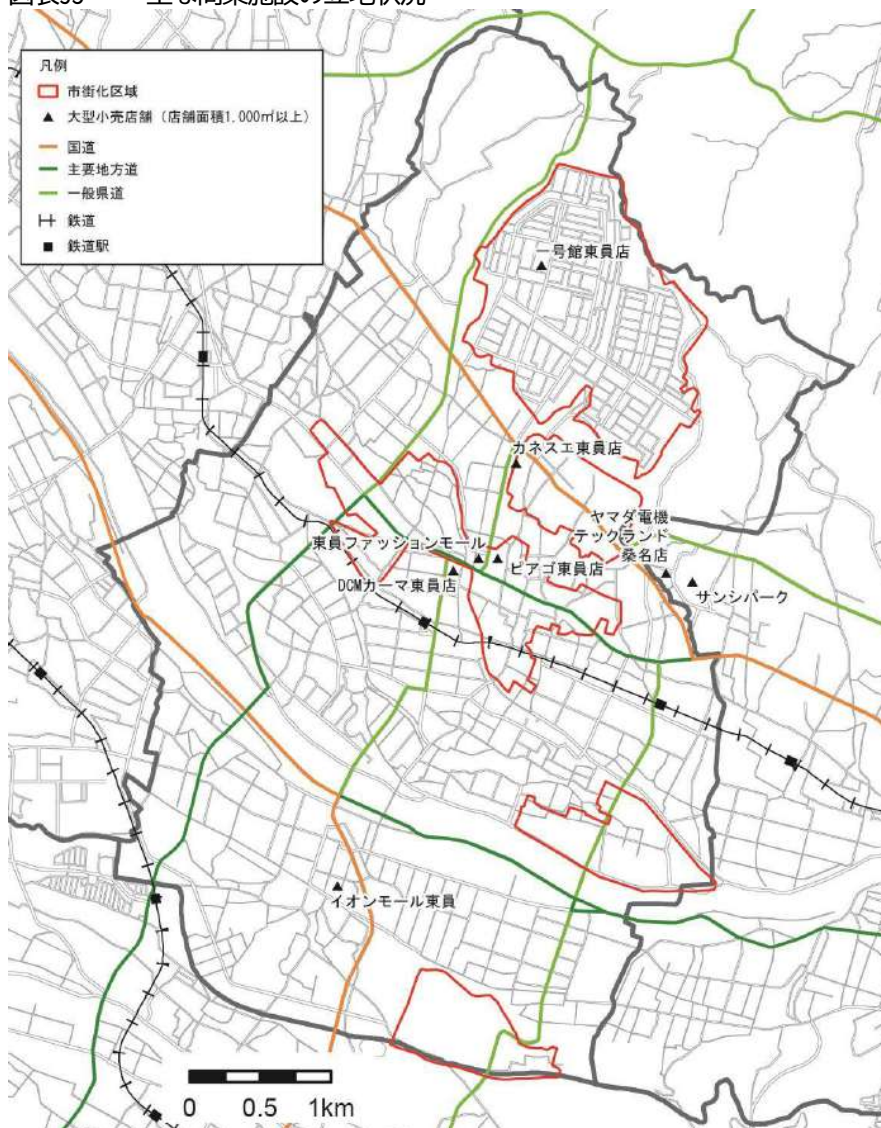 凡例
市街化区域
大型小売店舗（店舗面積1,000㎡以上）
国道
主要地方道
一般県道
鉄道
鉄道駅
一号館東員店
カネスエ東員店
ヤマダ電機
テックランド
桑名店
東員ファッションモール
ピアゴ東員店
DCMカーマ東員店
サンシパーク
イオンモール東員
0 0.5 1km